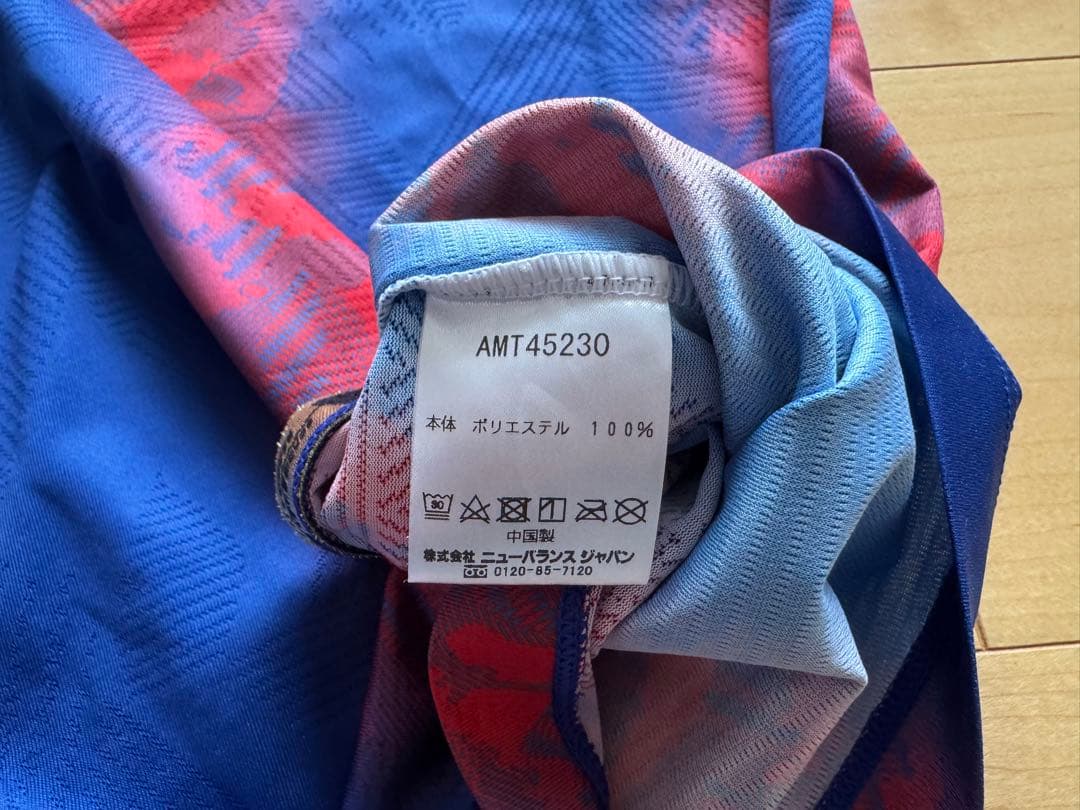 AMT45230
本体 ポリエステル 100%
30
中国製
株式会社 ニューバランス ジャパン
0120-85-7120